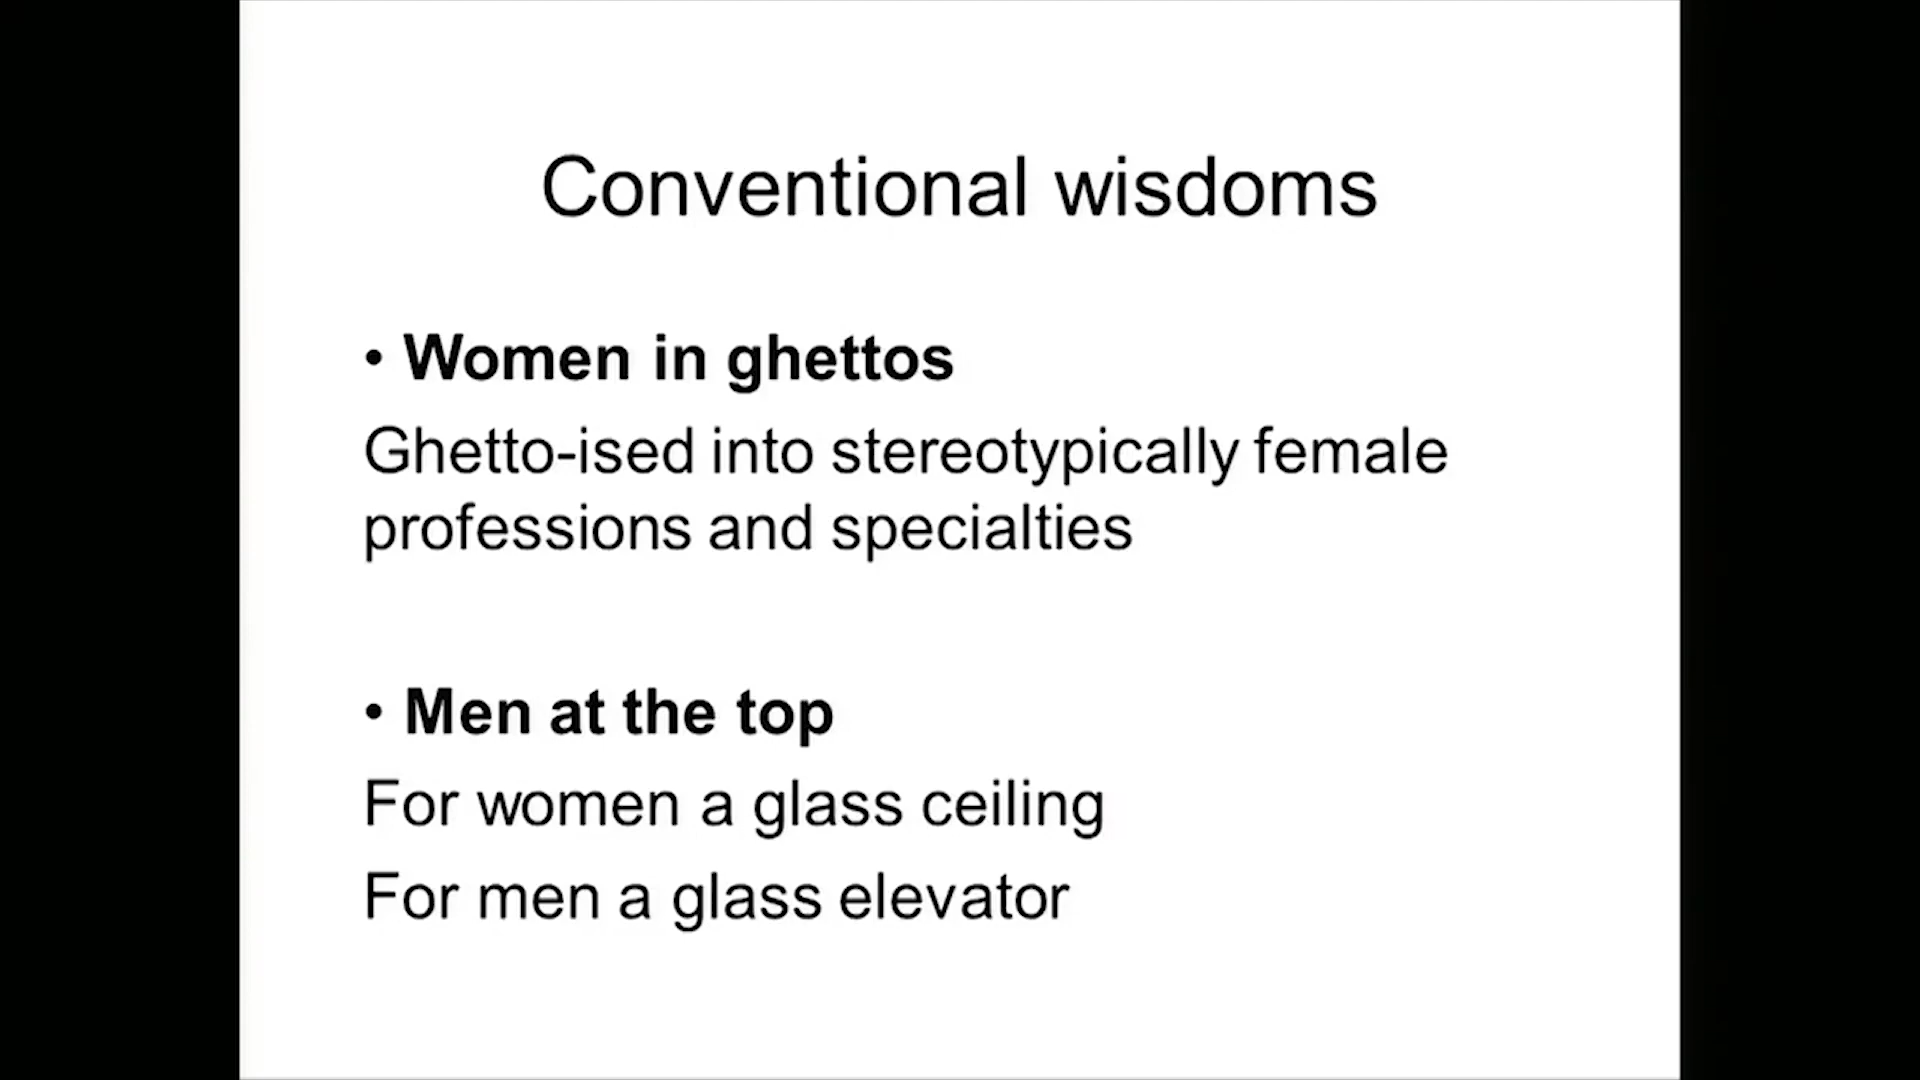 Conventional wisdoms
• Women in ghettos
Ghetto-ised into stereotypically female
professions and specialties
• Men at the top
For women a glass ceiling
For men a glass elevator